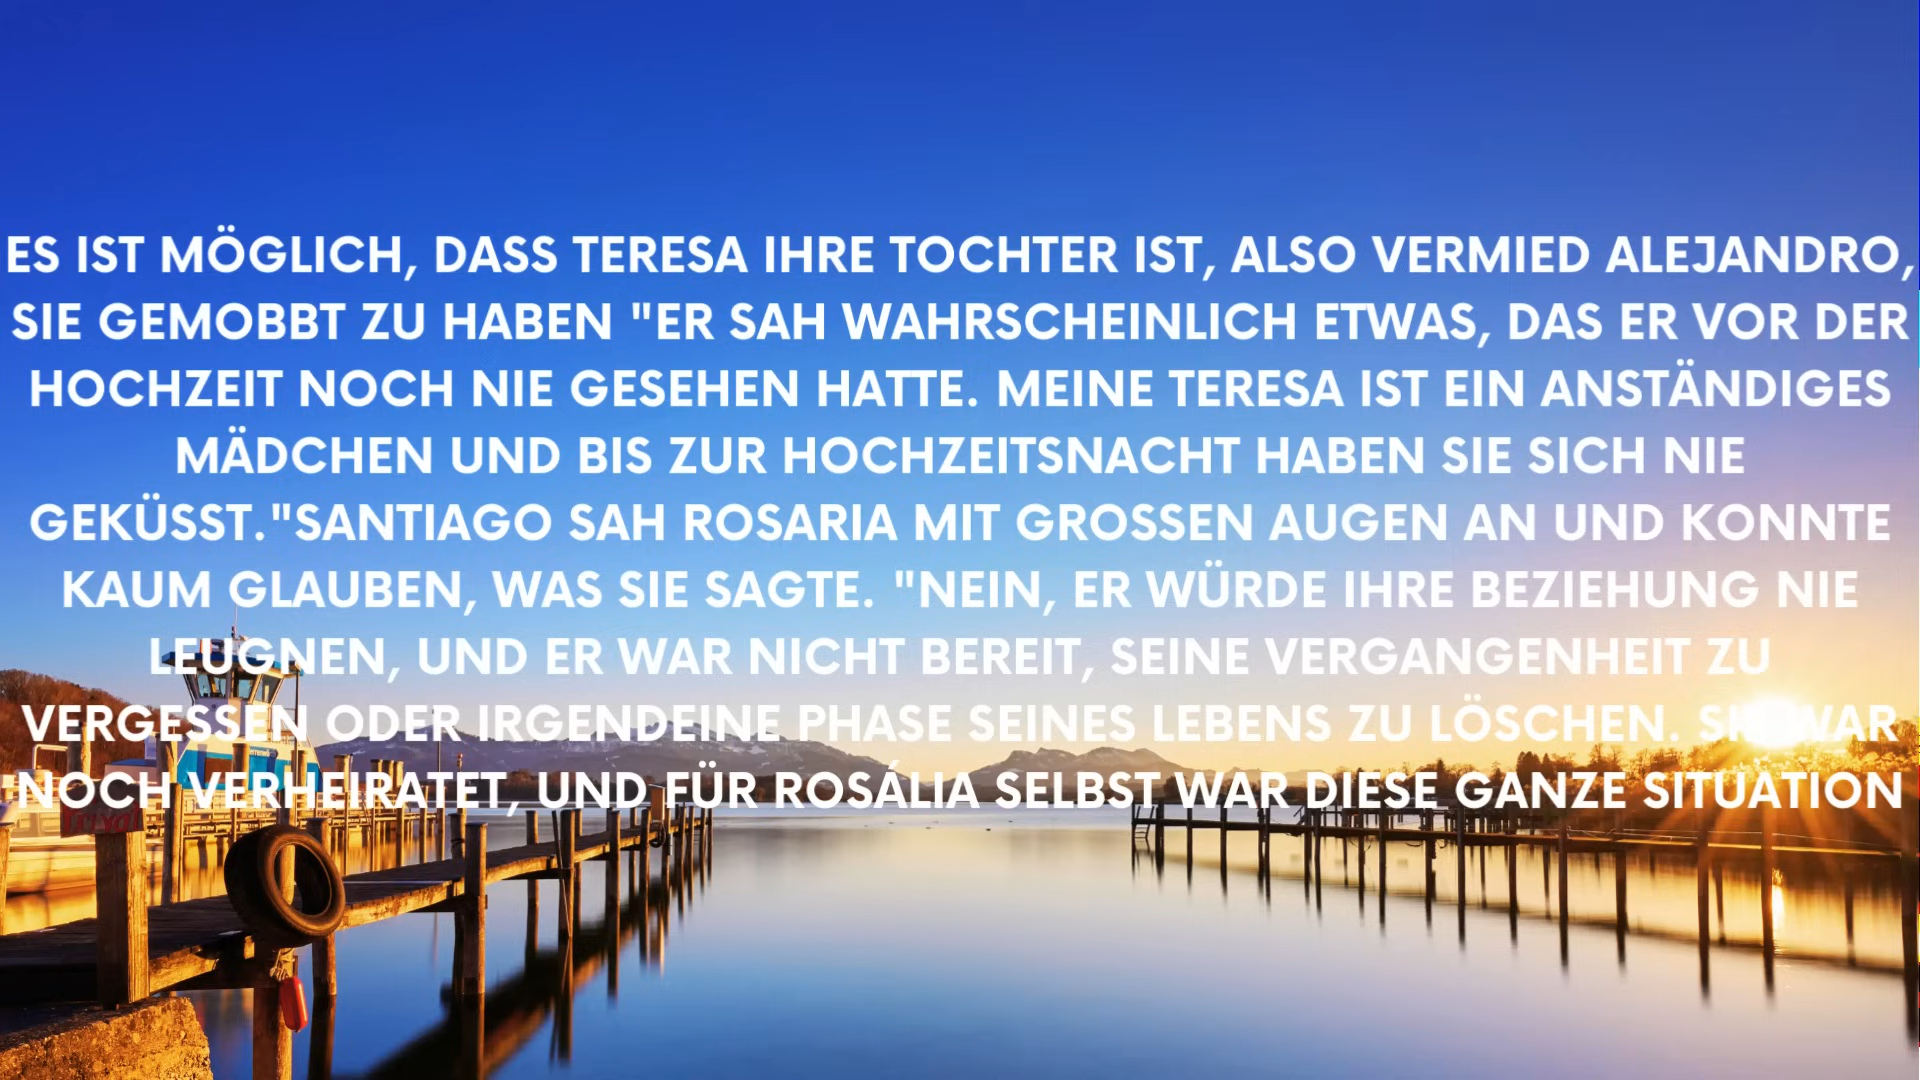 ES IST MÖGLICH, DASS TERESA IHRE TOCHTER IST, ALSO VERMIED ALEJANDRO,
SIE GEMOBBT ZU HABEN "ER SAH WAHRSCHEINLICH ETWAS, DAS ER VOR DER
HOCHZEIT NOCH NIE GESEHEN HATTE. MEINE TERESA IST EIN ANSTÄNDIGES
MÄDCHEN UND BIS ZUR HOCHZEITSNACHT HABEN SIE SICH NIE
GEKÜSST."SANTIAGO SAH ROSARIA MIT GROSSEN AUGEN AN UND KONNTE
KAUM GLAUBEN, WAS SIE SAGTE. "NEIN, ER WÜRDE IHRE BEZIEHUNG NIE
LEUGNEN, UND ER WAR NICHT BEREIT, SEINE VERGANGENHEIT ZU
VERGESSEN ODER IRGENDEINE PHASE SEINES LEBENS ZU LÖSCHEN. SIE WAR
NOCH VERHEIRATET, UND FÜR ROSÁLIA SELBST WAR DIESE GANZE SITUATION